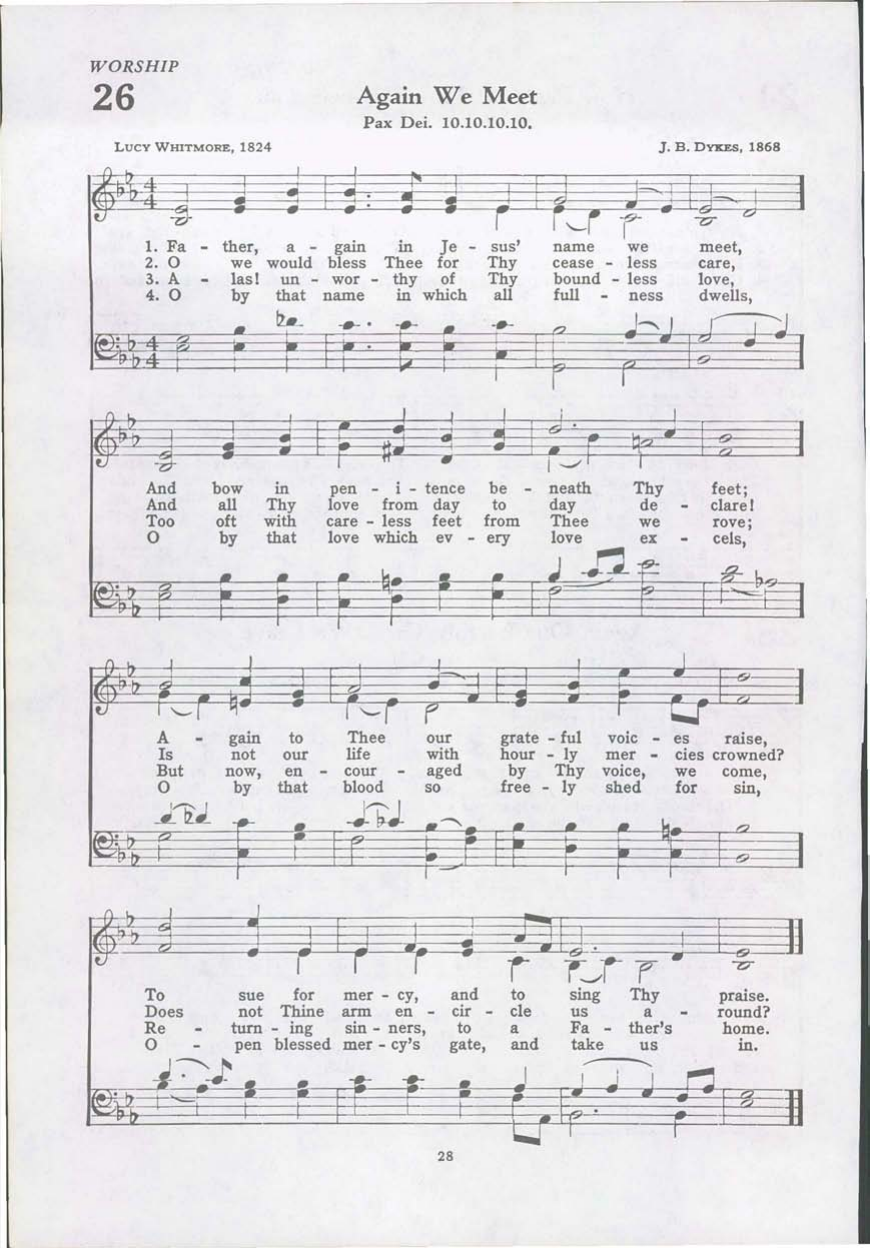 WORSHIP
26
Again We Meet
Pax Dei. 10.10.10.10.
LUCY WHITMORE, 1824 J. B. DYKES, 1868
1. Fa - ther, a - gain in Je - sus' name we meet,
2. O we would bless Thee for Thy cease - less care,
3. A - las! un - wor - thy of Thy bound - less love,
4. O by that name in which all full - ness dwells,
And bow in pen - i - tence be - neath Thy feet;
And all Thy love from day to day de - clare!
Too oft with care - less feet from Thee we rove;
O by that love which ev - ery love ex - cels,
A - gain to Thee our grate - ful voic - es raise,
Is not our life with hour - ly mer - cies crowned?
But now, en - cour - aged by Thy voice, we come,
O by that blood so free - ly shed for sin,
To sue for mer - cy, and to sing Thy praise.
Does not Thine arm en - cir - cle us a - round?
Re - turn - ing sin - ners, to a Fa - ther's home.
O - pen blessed mer - cy's gate, and take us in.
28